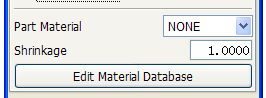 Part Material NONE
Shrinkage 1.0000
Edit Material Database